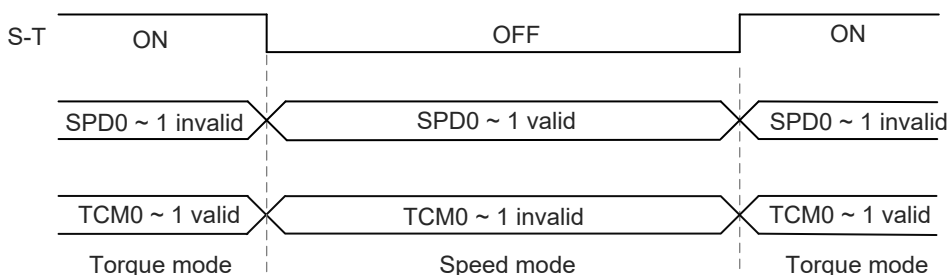 S-T ON OFF ON
SPD0 ~ 1 invalid SPD0 ~ 1 valid SPD0 ~ 1 invalid
TCM0 ~ 1 valid TCM0 ~ 1 invalid TCM0 ~ 1 valid
Torque mode Speed mode Torque mode